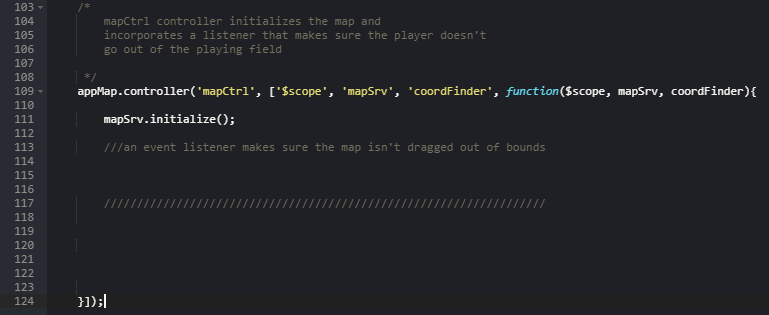 103 /*
104 mapCtrl controller initializes the map and
105 incorporates a listener that makes sure the player doesn't
106 go out of the playing field
107
108 */
109 appMap.controller('mapCtrl', ['$scope', 'mapSrv', 'coordFinder', function($scope, mapSrv, coordFinder){
110
111 mapSrv.initialize();
112
113 ///an event listener makes sure the map isn't dragged out of bounds
114
115
116
117 ///////////////////////////////////////////////////////////////////
118
119
120
121
122
123
124 }]);